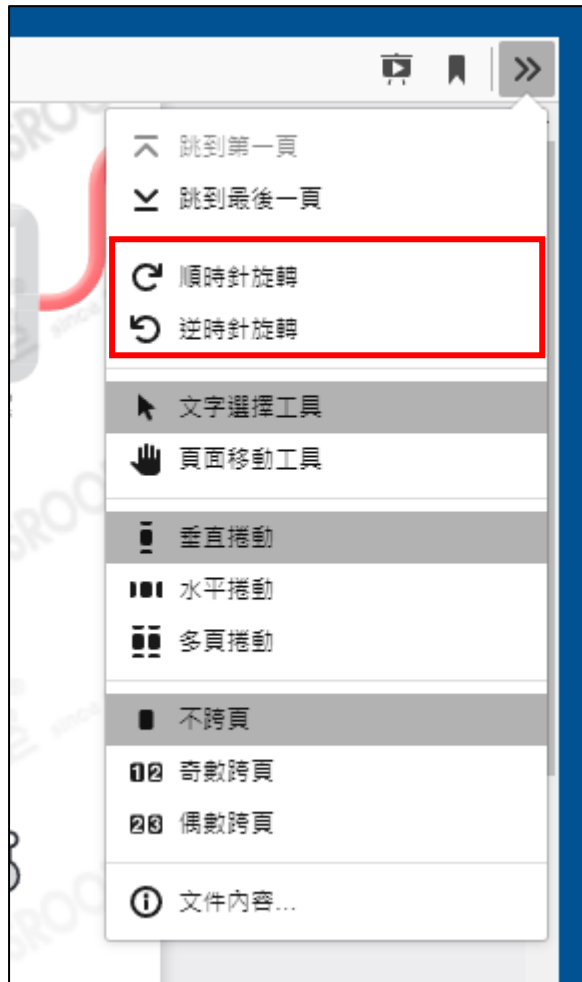 跳到第一頁
跳到最後一頁
順時針旋轉
逆時針旋轉
文字選擇工具
頁面移動工具
垂直捲動
水平捲動
多頁捲動
不跨頁
奇數跨頁
偶數跨頁
文件內容...